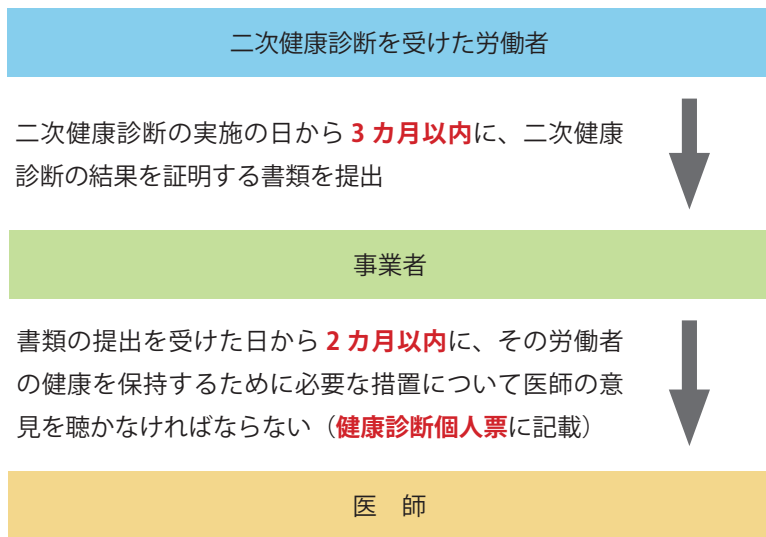 二次健康診断を受けた労働者
二次健康診断の実施の日から 3 カ月以内に、二次健康
診断の結果を証明する書類を提出
事業者
書類の提出を受けた日から 2 カ月以内に、その労働者
の健康を保持するために必要な措置について医師の意
見を聴かなければならない（健康診断個人票に記載）
医　師